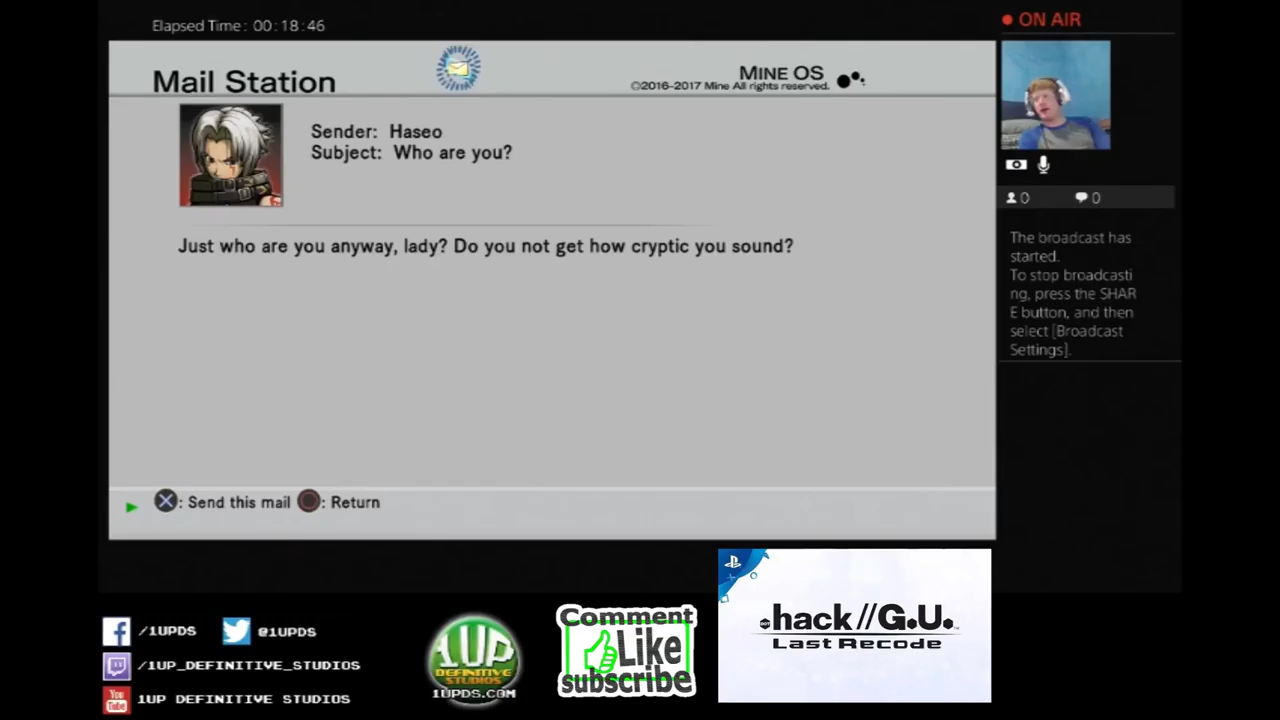 Elapsed Time: 00:18:46
ON AIR
Mail Station
MINE OS
©2016-2017 Mine All rights reserved.
Sender: Haseo
Subject: Who are you?
0 0
The broadcast has
started.
To stop broadcasti
ng, press the SHAR
E button, and then
select [Broadcast
Settings].
Just who are you anyway, lady? Do you not get how cryptic you sound?
: Send this mail : Return
/1UPDS @1UPDS
/1UP_DEFINITIVE_STUDIOS
You
Tube
1UP DEFINITIVE STUDIOS
1UP
DEFINITIVE
STUDIOS
1UPDS.COM
Comment
Like
subscribe
.hack//G.U.™
Last Recode